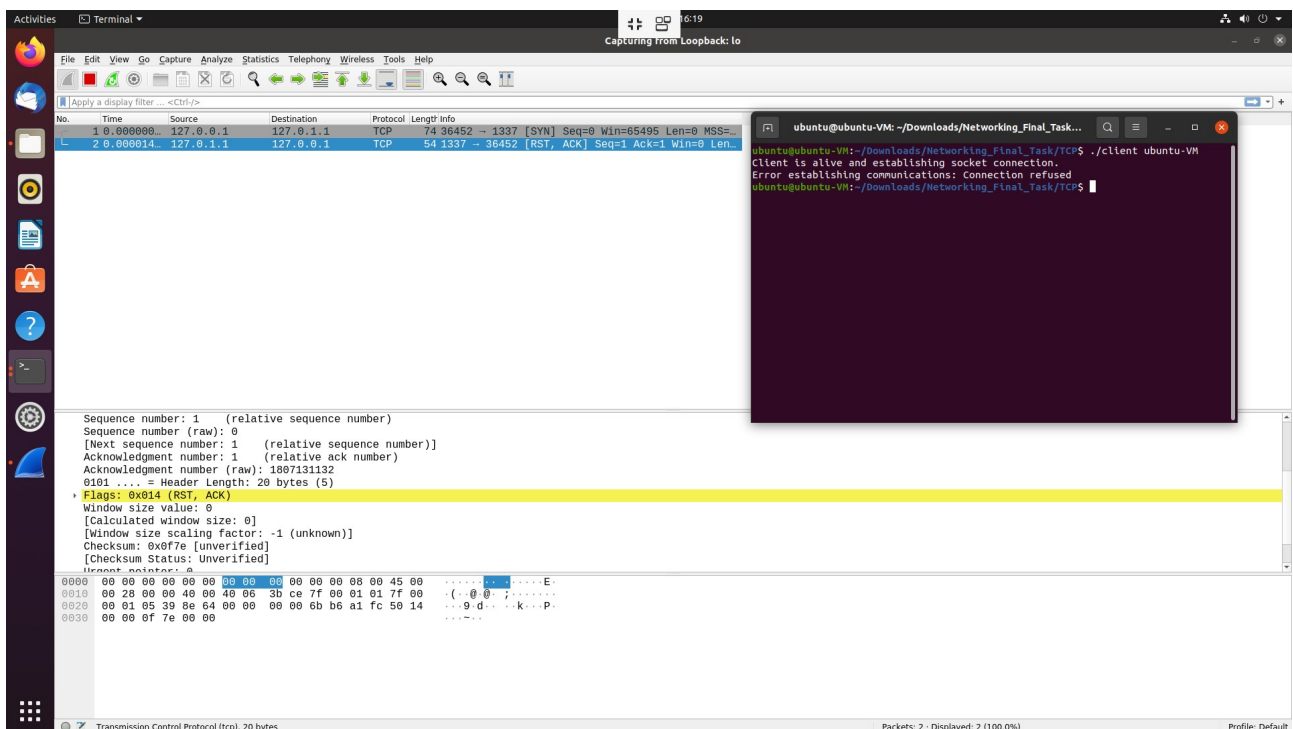 Activities Terminal 16:19
Capturing from Loopback: lo
File Edit View Go Capture Analyze Statistics Telephony Wireless Tools Help
Apply a display filter ... <Ctrl-/>
No. Time Source Destination Protocol Length Info
1 0.000000… 127.0.0.1 127.0.1.1 TCP 74 36452 → 1337 [SYN] Seq=0 Win=65495 Len=0 MSS=…
2 0.000014… 127.0.1.1 127.0.0.1 TCP 54 1337 → 36452 [RST, ACK] Seq=1 Ack=1 Win=0 Len…
ubuntu@ubuntu-VM: ~/Downloads/Networking_Final_Task...
ubuntu@ubuntu-VM:~/Downloads/Networking_Final_Task/TCP$ ./client ubuntu-VM
Client is alive and establishing socket connection.
Error establishing communications: Connection refused
ubuntu@ubuntu-VM:~/Downloads/Networking_Final_Task/TCP$
Sequence number: 1 (relative sequence number)
Sequence number (raw): 0
[Next sequence number: 1 (relative sequence number)]
Acknowledgment number: 1 (relative ack number)
Acknowledgment number (raw): 1807131132
0101 .... = Header Length: 20 bytes (5)
Flags: 0x014 (RST, ACK)
Window size value: 0
[Calculated window size: 0]
[Window size scaling factor: -1 (unknown)]
Checksum: 0x0f7e [unverified]
[Checksum Status: Unverified]
Urgent pointer: 0
0000 00 00 00 00 00 00 00 00 00 00 00 00 08 00 45 00 ··············E·
0010 00 28 00 00 40 00 40 06 3b ce 7f 00 01 01 7f 00 ·(··@·@· ;·······
0020 00 01 05 39 8e 64 00 00 00 00 6b b6 a1 fc 50 14 ···9·d·· ··k···P·
0030 00 00 0f 7e 00 00 ···~··
Transmission Control Protocol (tcp), 20 bytes Packets: 2 · Displayed: 2 (100.0%) Profile: Default